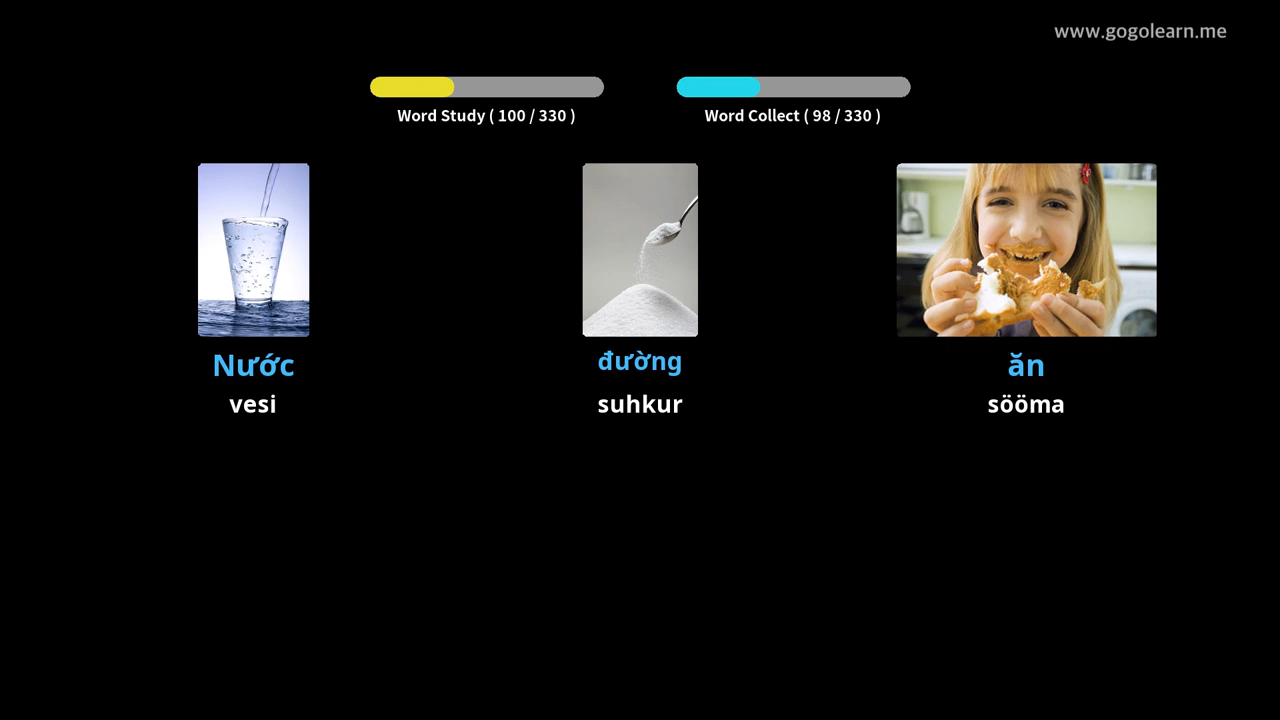 www.gogolearn.me
Word Study ( 100 / 330 )
Word Collect ( 98 / 330 )
Nước
vesi
đường
suhkur
ăn
sööma